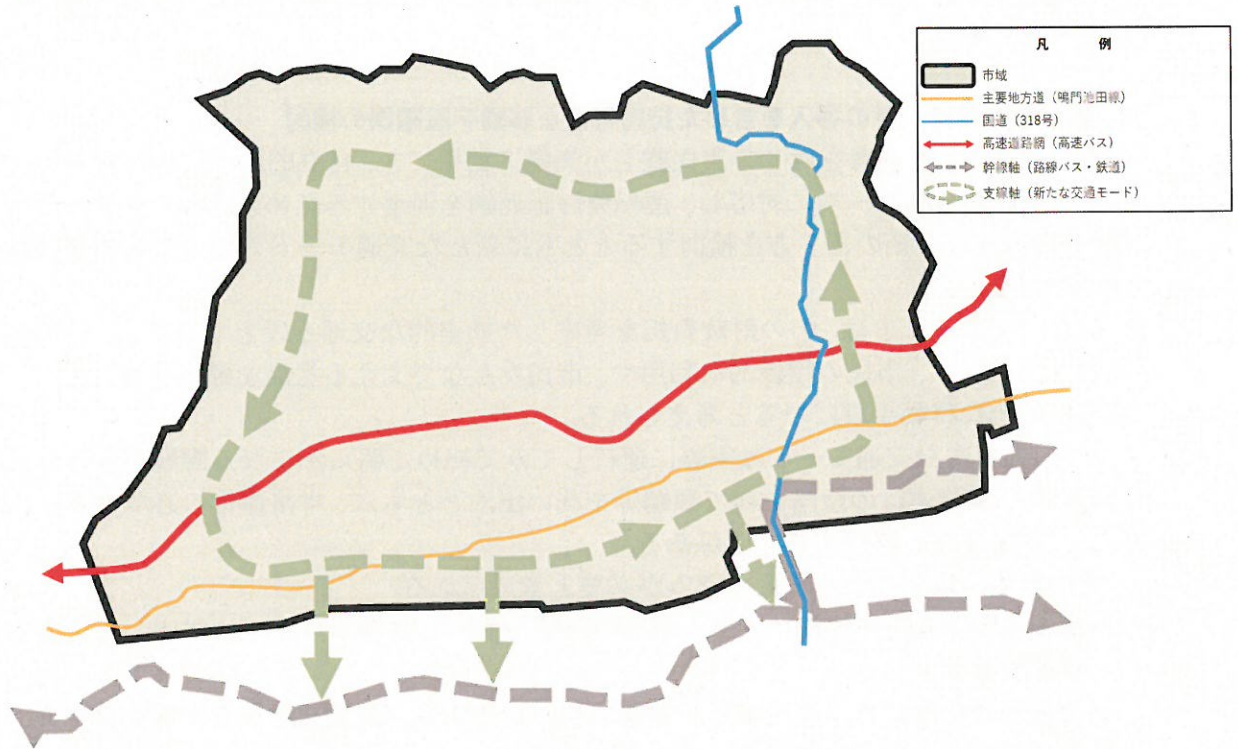 凡 例
市域
主要地方道（鳴門池田線）
国道（318号）
高速道路網（高速バス）
幹線軸（路線バス・鉄道）
支線軸（新たな交通モード）